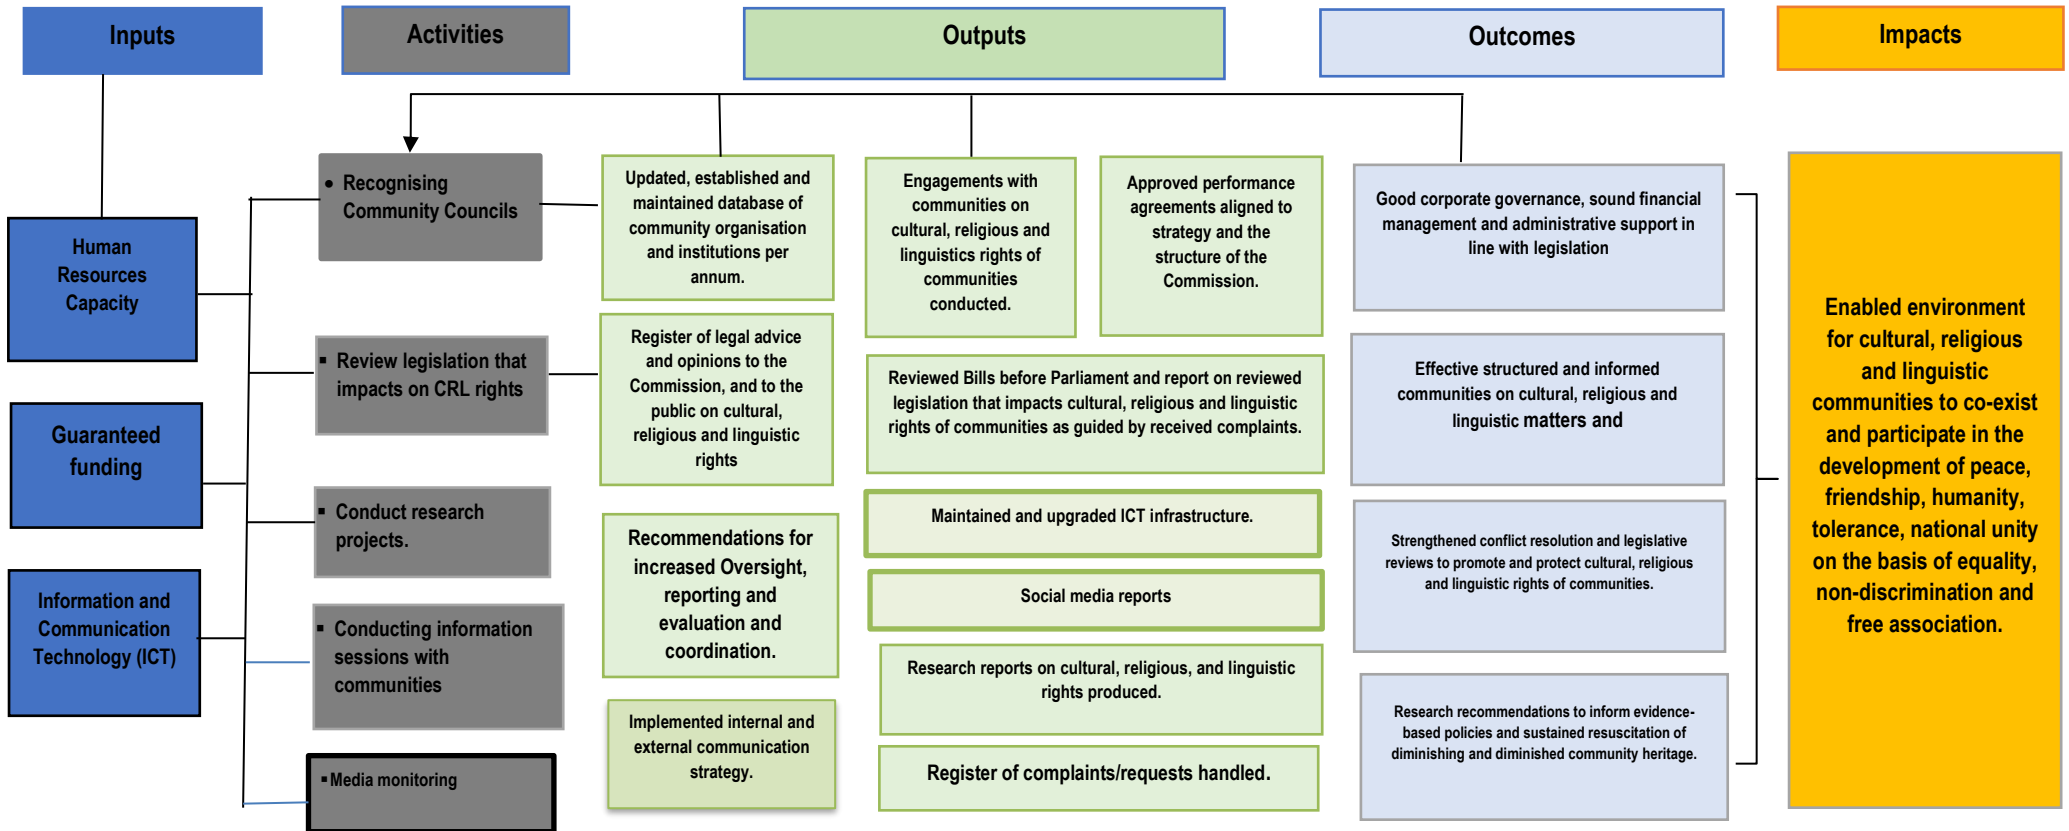 Inputs
Activities
Outputs
Outcomes
Impacts
Human
Resources
Capacity
Guaranteed
funding
Information and
Communication
Technology (ICT)
• Recognising
Community Councils
▪ Review legislation that
impacts on CRL rights
▪ Conduct research
projects.
▪ Conducting information
sessions with
communities
▪ Media monitoring
Updated, established and
maintained database of
community organisation
and institutions per
annum.
Register of legal advice
and opinions to the
Commission, and to the
public on cultural,
religious and linguistic
rights
Recommendations for
increased Oversight,
reporting and
evaluation and
coordination.
Implemented internal and
external communication
strategy.
Engagements with
communities on
cultural, religious and
linguistics rights of
communities
conducted.
Approved performance
agreements aligned to
strategy and the
structure of the
Commission.
Reviewed Bills before Parliament and report on reviewed
legislation that impacts cultural, religious and linguistic
rights of communities as guided by received complaints.
Maintained and upgraded ICT infrastructure.
Social media reports
Research reports on cultural, religious, and linguistic
rights produced.
Register of complaints/requests handled.
Good corporate governance, sound financial
management and administrative support in
line with legislation
Effective structured and informed
communities on cultural, religious and
linguistic matters and
Strengthened conflict resolution and legislative
reviews to promote and protect cultural, religious
and linguistic rights of communities.
Research recommendations to inform evidence-
based policies and sustained resuscitation of
diminishing and diminished community heritage.
Enabled environment
for cultural, religious
and linguistic
communities to co-exist
and participate in the
development of peace,
friendship, humanity,
tolerance, national unity
on the basis of equality,
non-discrimination and
free association.